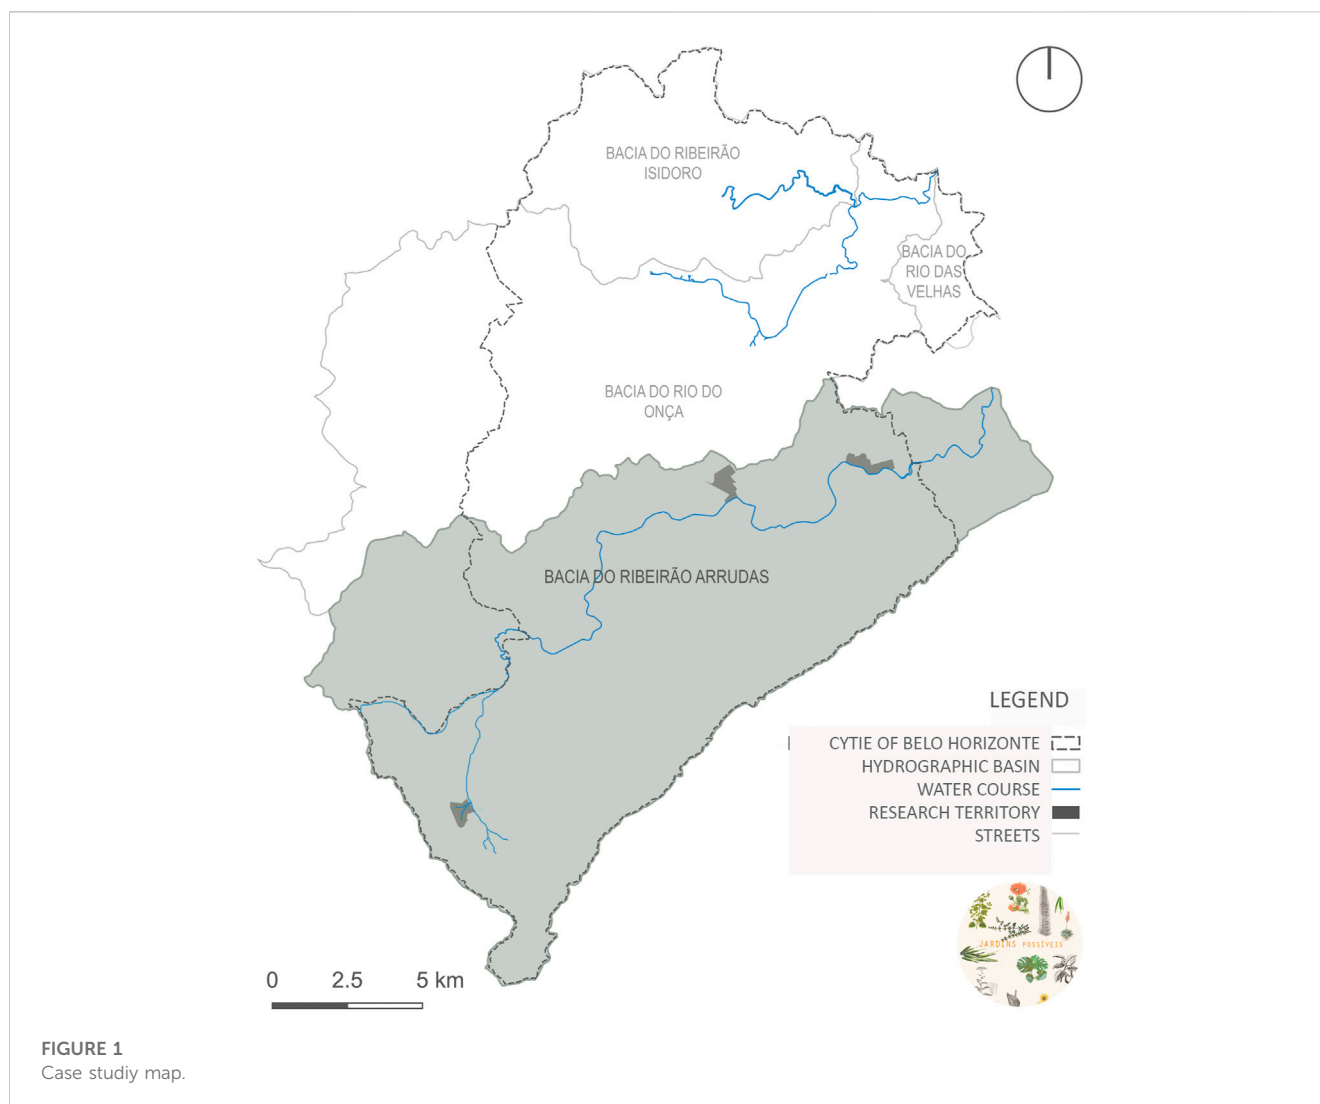 BACIA DO RIBEIRÃO
ISIDORO
BACIA DO
RIO DAS
VELHAS
BACIA DO RIO DO
ONÇA
BACIA DO RIBEIRÃO ARRUDAS
LEGEND
CYTIE OF BELO HORIZONTE
HYDROGRAPHIC BASIN
WATER COURSE
RESEARCH TERRITORY
STREETS
JARDINS POSSÍVEIS
0 2.5 5 km
FIGURE 1
Case studiy map.